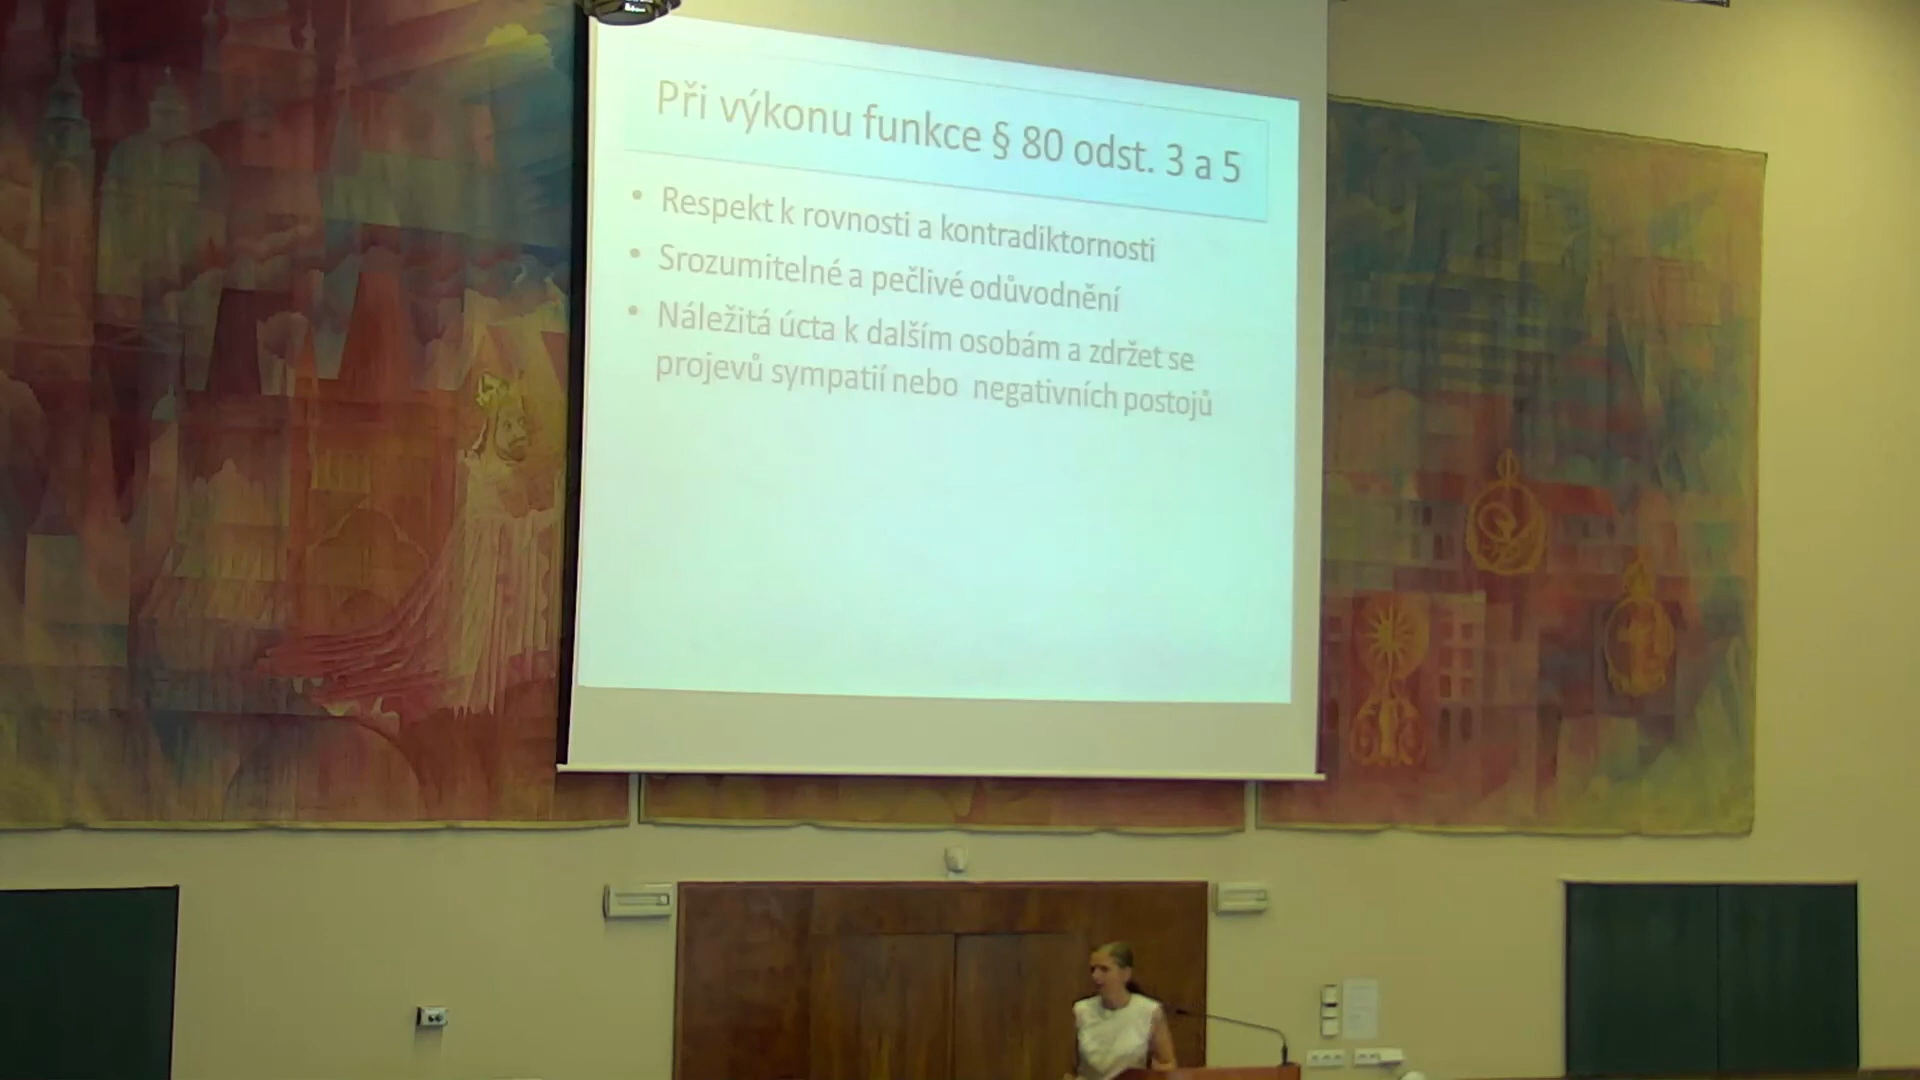 Při výkonu funkce § 80 odst. 3 a 5
• Respekt k rovnosti a kontradiktornosti
• Srozumitelné a pečlivé odůvodnění
• Náležitá úcta k dalším osobám a zdržet se
projevů sympatií nebo negativních postojů